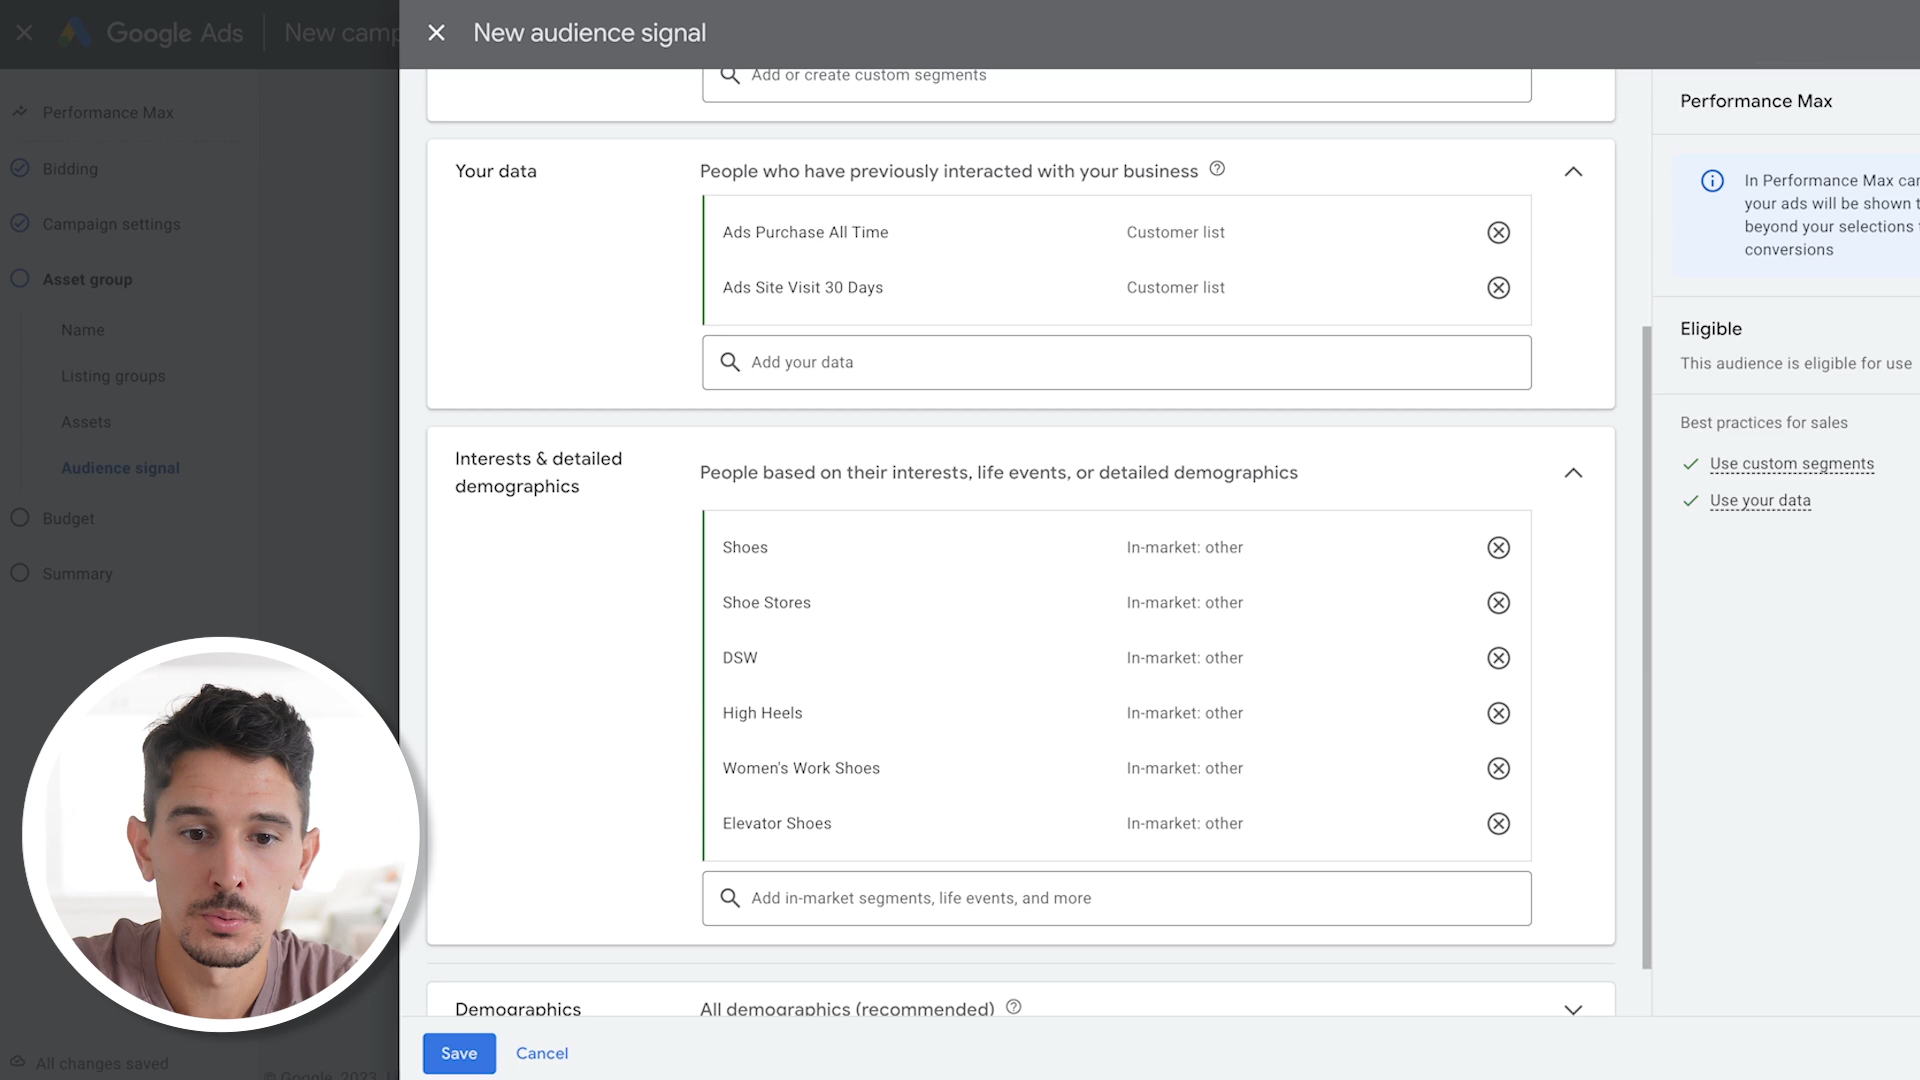 Google Ads
New camp
New audience signal
Performance Max
Bidding
Campaign settings
Asset group
Name
Listing groups
Assets
Audience signal
Budget
Summary
All changes saved
© Google, 2023.
Add or create custom segments
Your data
People who have previously interacted with your business
Ads Purchase All Time
Customer list
Ads Site Visit 30 Days
Customer list
Add your data
Interests & detailed
demographics
People based on their interests, life events, or detailed demographics
Shoes
In-market: other
Shoe Stores
In-market: other
DSW
In-market: other
High Heels
In-market: other
Women's Work Shoes
In-market: other
Elevator Shoes
In-market: other
Add in-market segments, life events, and more
Demographics
All demographics (recommended)
Save
Cancel
Performance Max
In Performance Max
your ads will be shown
beyond your selections
conversions
Eligible
This audience is eligible for use
Best practices for sales
Use custom segments
Use your data